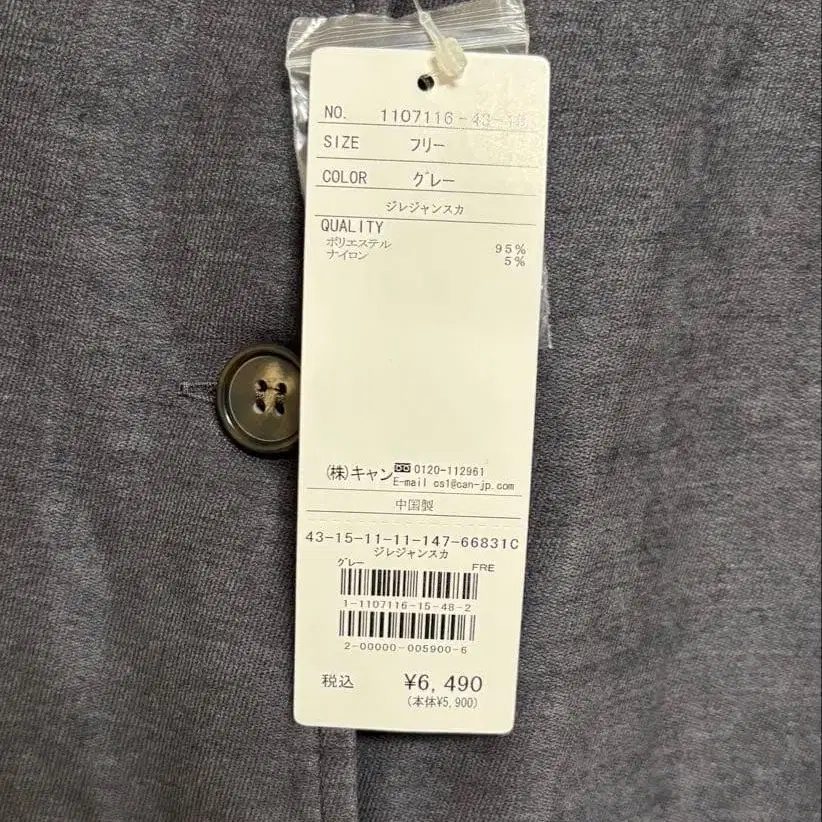 NO. 1107116-43-15
SIZE フリー
COLOR グレー
ジレジャンスカ
QUALITY
ポリエステル 95%
ナイロン 5%
(株)キャン 0120-112961
E-mail cs1@can-jp.com
中国製
43-15-11-11-147-66831C
ジレジャンスカ
グレー FRE
1-1107116-15-48-2
2-00000-005900-6
税込 ¥6,490
(本体¥5,900)